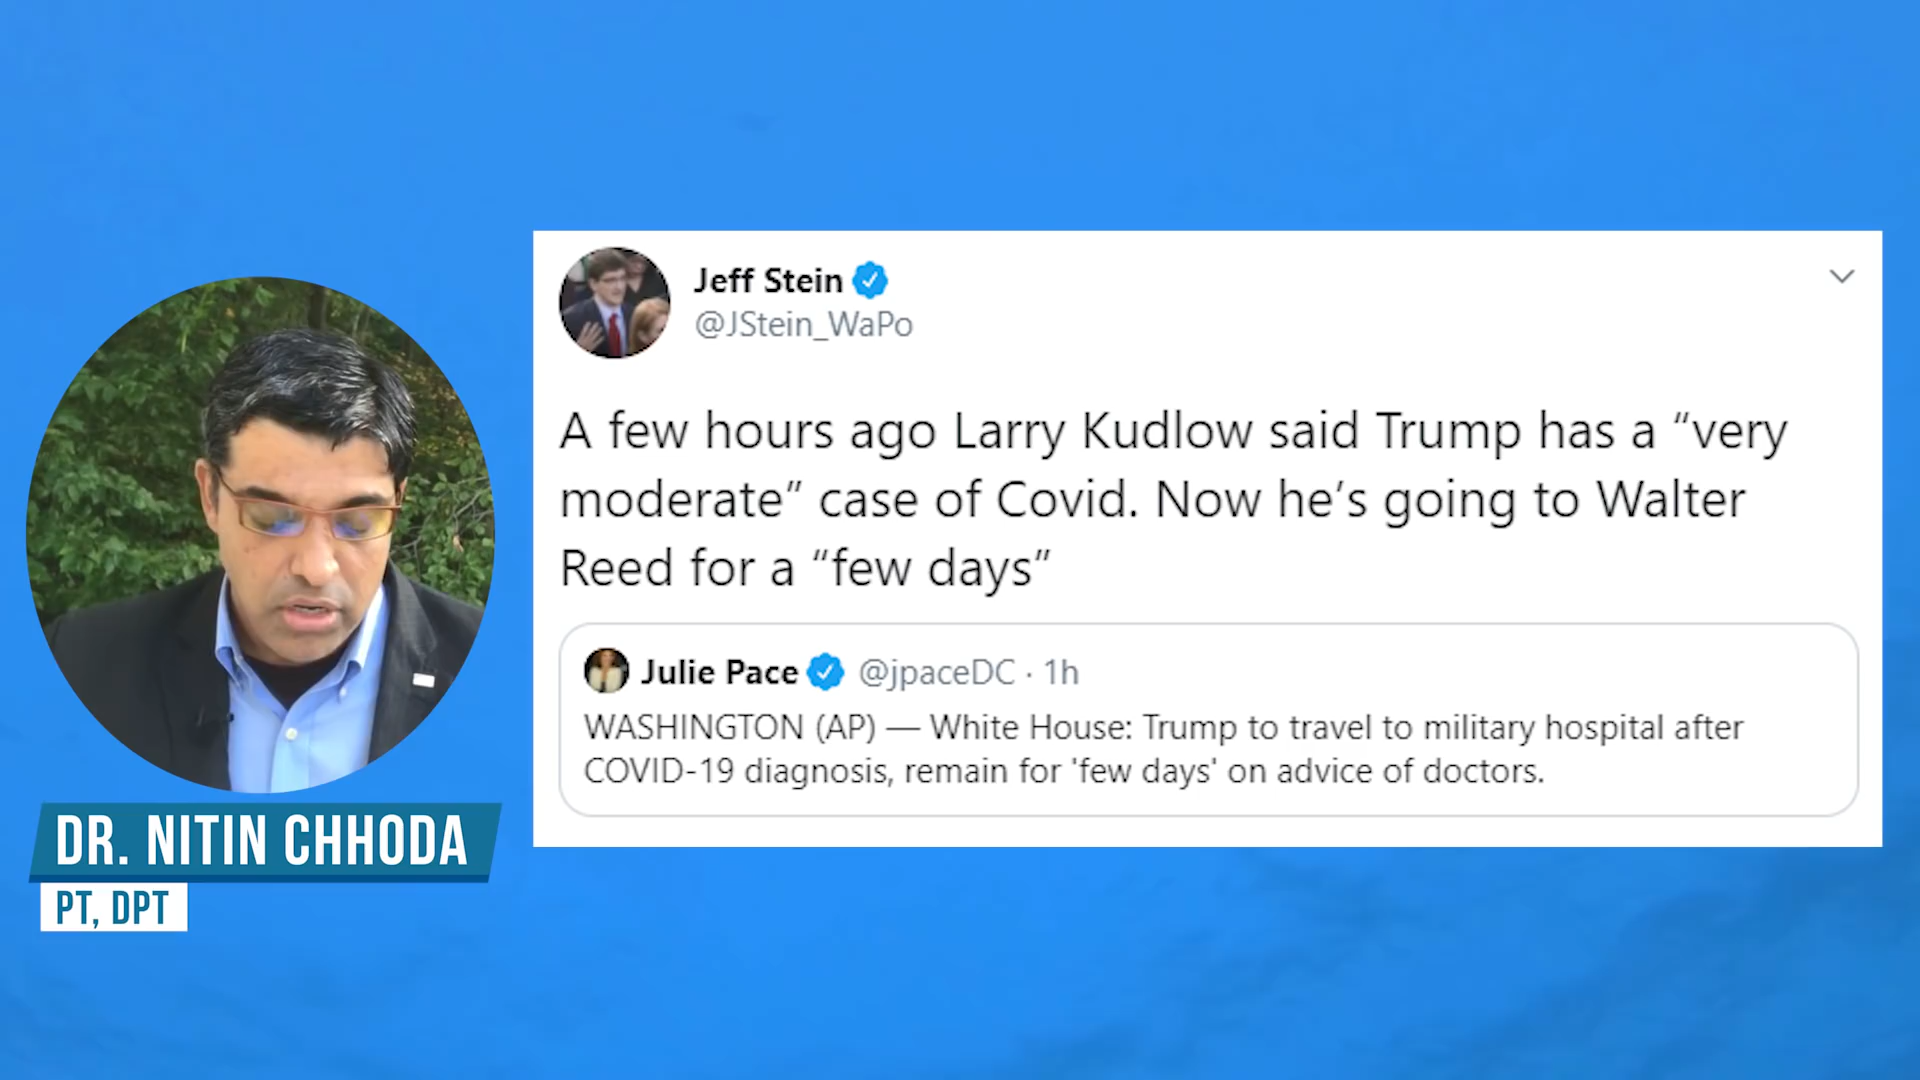 Jeff Stein
@JStein_WaPo
A few hours ago Larry Kudlow said Trump has a “very
moderate” case of Covid. Now he’s going to Walter
Reed for a “few days”
Julie Pace @jpaceDC · 1h
WASHINGTON (AP) — White House: Trump to travel to military hospital after
COVID-19 diagnosis, remain for 'few days' on advice of doctors.
DR. NITIN CHHODA
PT, DPT